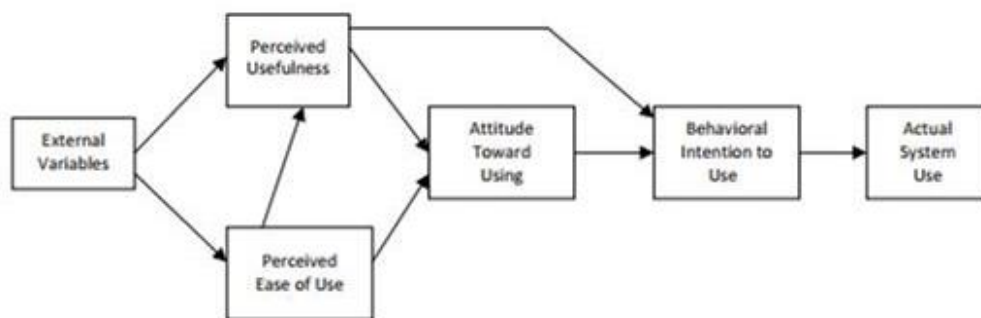 Perceived
Usefulness
External
Variables
Attitude
Toward
Using
Behavioral
Intention to
Use
Actual
System
Use
Perceived
Ease of Use